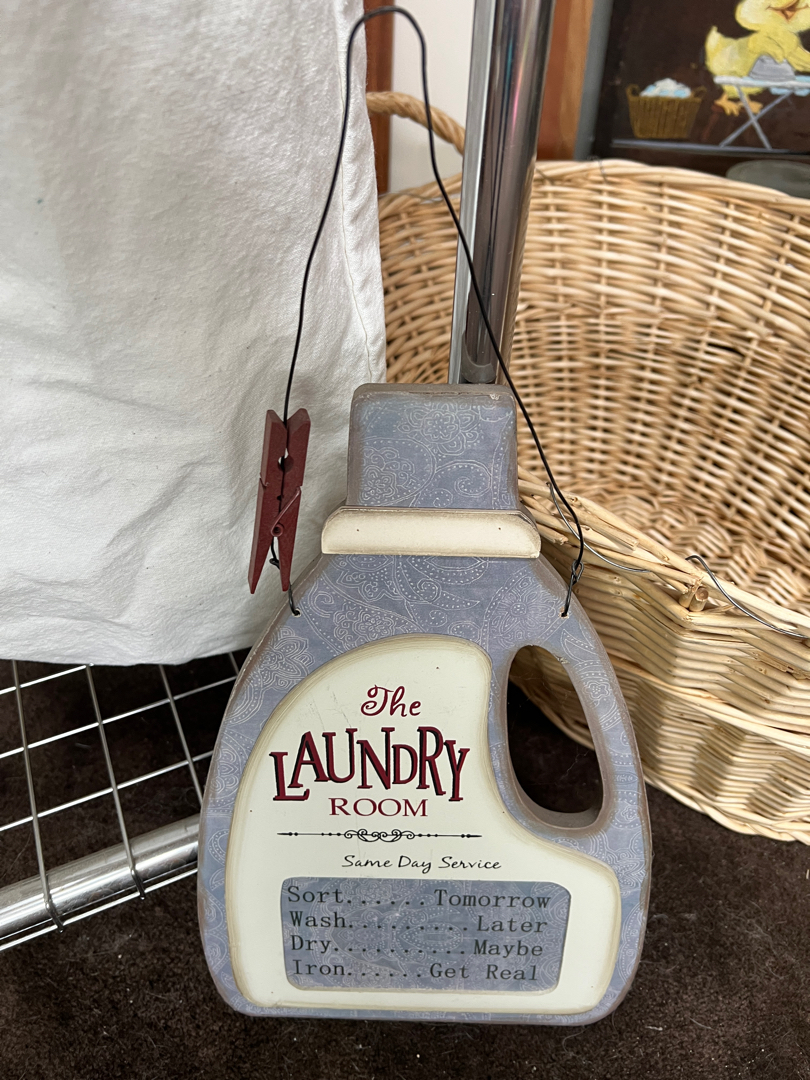 The
LAUNDRY
ROOM
Same Day Service
Sort......Tomorrow
Wash.........Later
Dry..........Maybe
Iron......Get Real